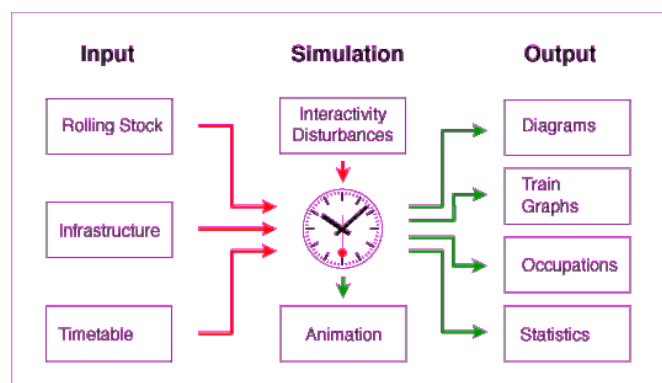 Input
Simulation
Output
Rolling Stock
Interactivity
Disturbances
Diagrams
Train
Graphs
Infrastructure
Occupations
Timetable
Animation
Statistics